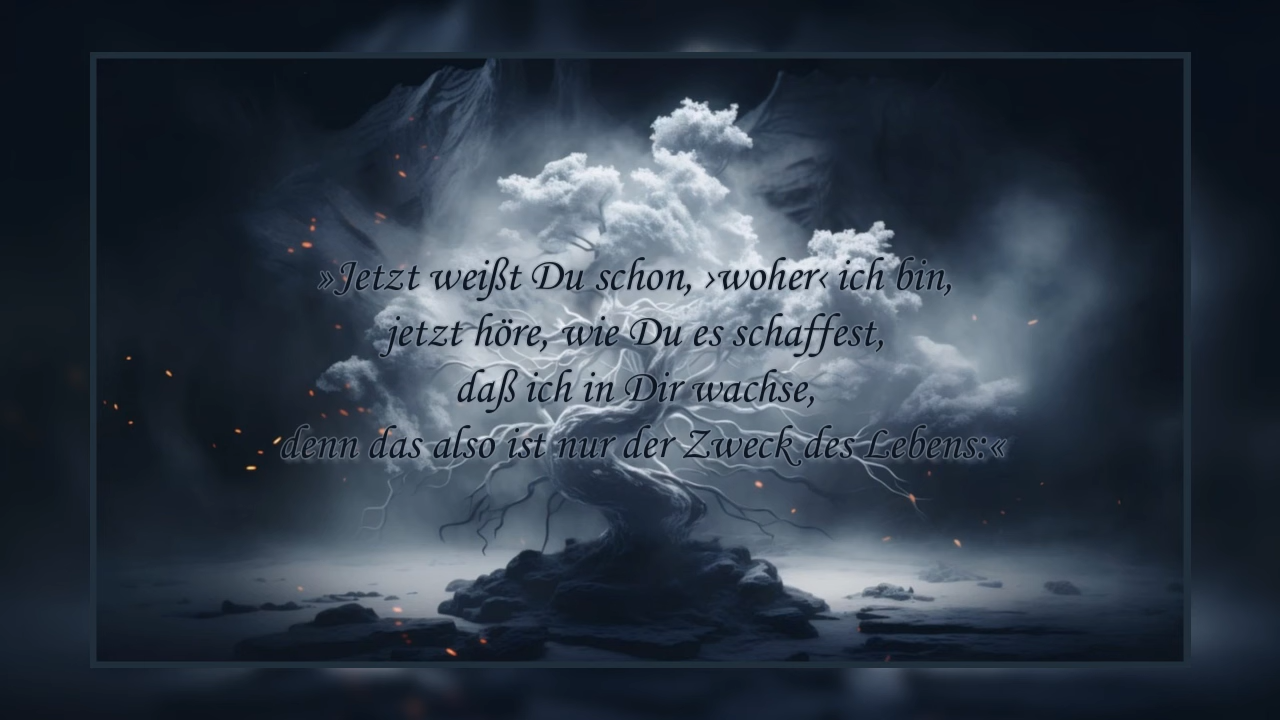 »Jetzt weißt Du schon, ›woher‹ ich bin,
jetzt höre, wie Du es schaffest,
daß ich in Dir wachse,
denn das also ist nur der Zweck des Lebens:«